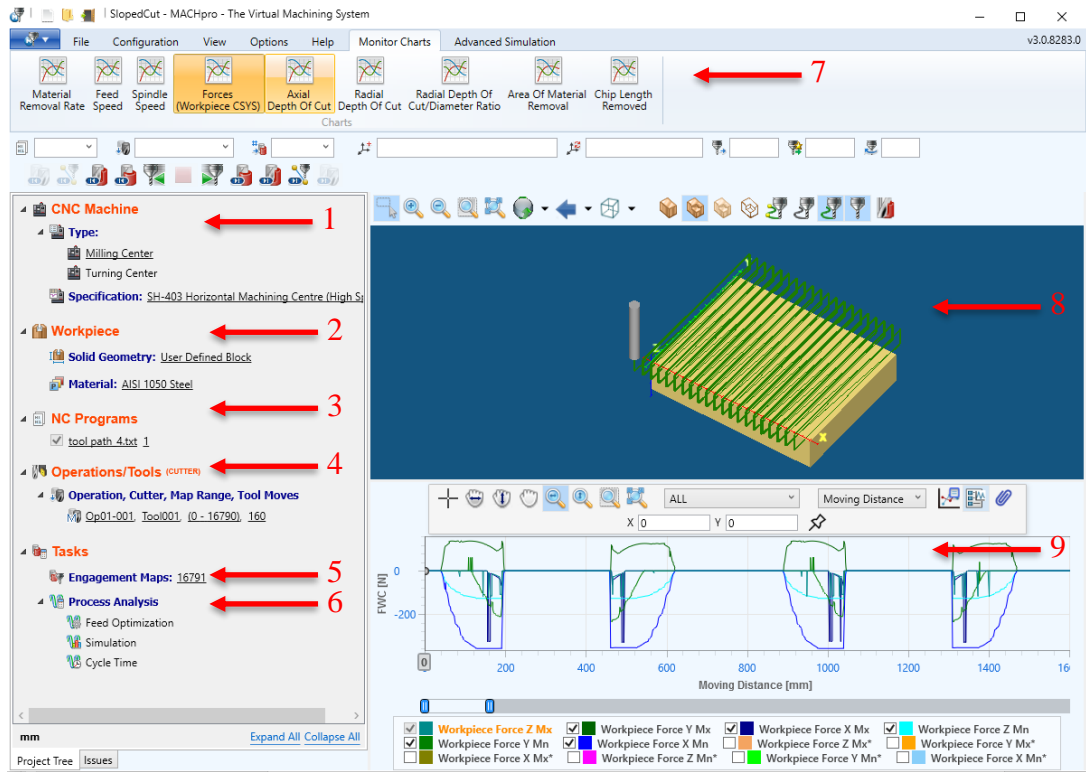 SlopedCut - MACHpro - The Virtual Machining System
File Configuration View Options Help Monitor Charts Advanced Simulation v3.0.8283.0
Material Removal Rate
Feed Speed
Spindle Speed
Forces (Workpiece CSYS)
Axial Depth Of Cut
Radial Depth Of Cut
Radial Depth Of Cut/Diameter Ratio
Area Of Material Removal
Chip Length Removed
7
Charts
CNC Machine
1
Type:
Milling Center
Turning Center
Specification: SH-403 Horizontal Machining Centre (High Sp
Workpiece
2
Solid Geometry: User Defined Block
Material: AISI 1050 Steel
3
NC Programs
tool path_4.txt 1
Operations/Tools (CUTTER)
4
Operation, Cutter, Map Range, Tool Moves
Op01-001, Tool001, (0 - 16790), 160
Tasks
Engagement Maps: 16791
5
Process Analysis
6
Feed Optimization
Simulation
Cycle Time
mm Expand All Collapse All
Project Tree Issues
8
X
ALL Moving Distance
X 0 Y 0
9
FWC [N]
0
-200
0 200 400 600 800 1000 1200 1400 16
Moving Distance [mm]
Workpiece Force Z Mx Workpiece Force Y Mx Workpiece Force X Mx Workpiece Force Z Mn
Workpiece Force Y Mn Workpiece Force X Mn Workpiece Force Z Mx* Workpiece Force Y Mx*
Workpiece Force X Mx* Workpiece Force Z Mn* Workpiece Force Y Mn* Workpiece Force X Mn*